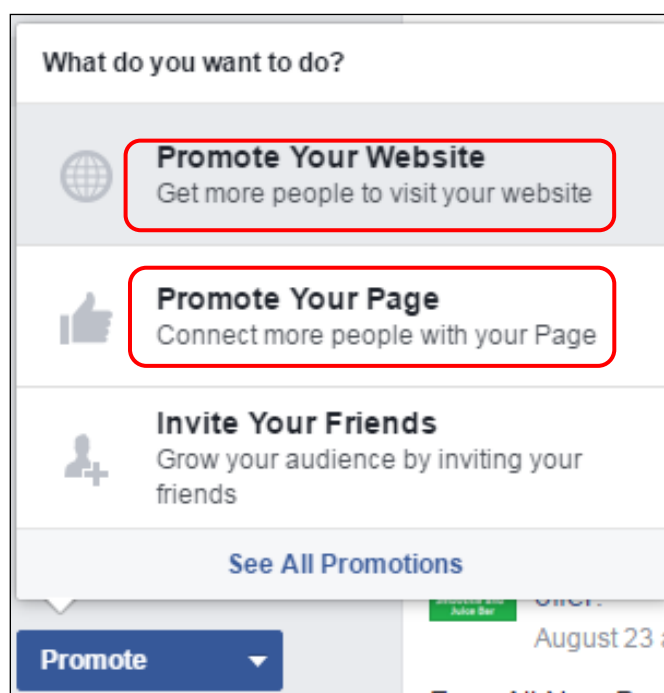 What do you want to do?
Promote Your Website
Get more people to visit your website
Promote Your Page
Connect more people with your Page
Invite Your Friends
Grow your audience by inviting your
friends
See All Promotions
Juice Bar
August 23
Promote